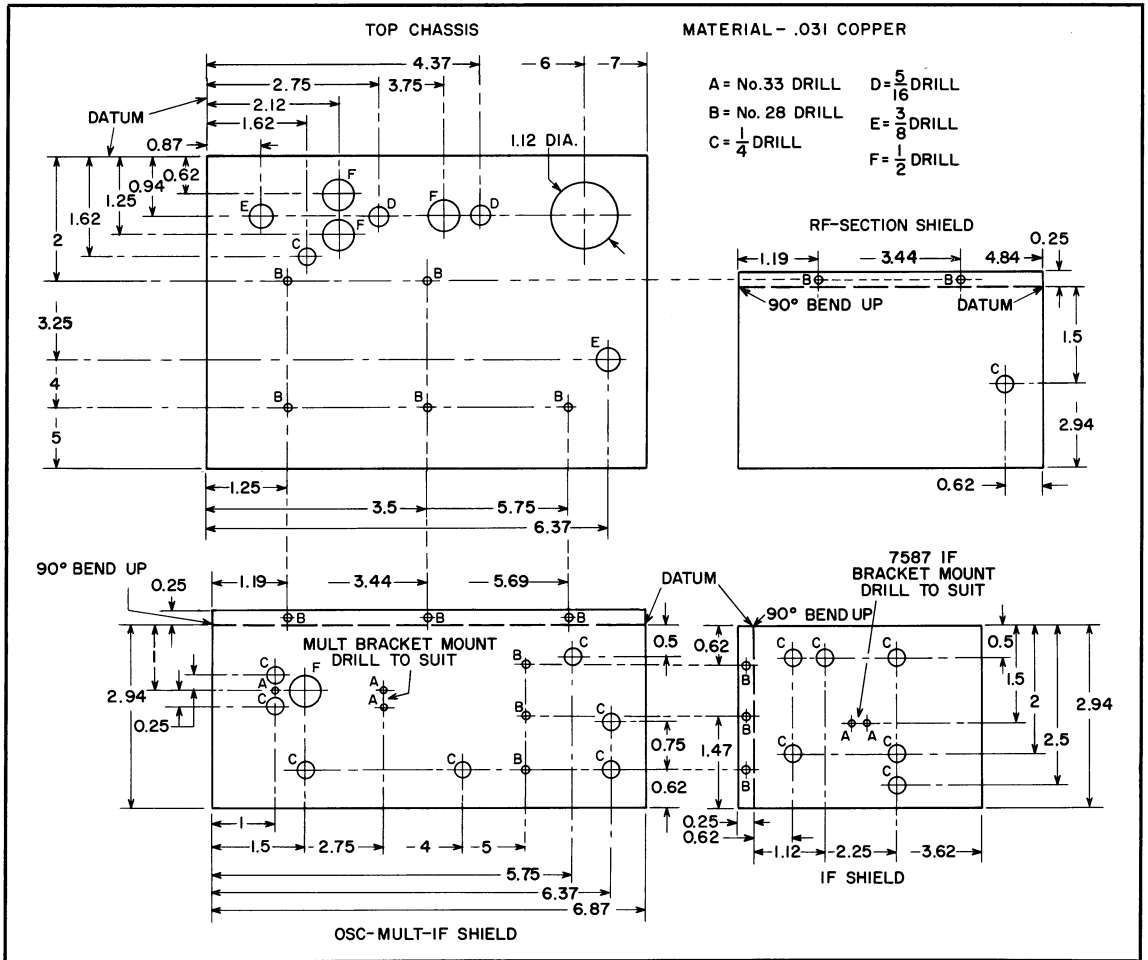 TOP CHASSIS
MATERIAL- .031 COPPER
A = No.33 DRILL
B = No. 28 DRILL
C = 1/4 DRILL
D = 5/16 DRILL
E = 3/8 DRILL
F = 1/2 DRILL
4.37
6
7
2.75
3.75
2.12
1.62
0.87
DATUM
1.12 DIA.
0.62
0.94
1.25
1.62
2
3.25
4
5
F
E
D
F
D
F
C
B
B
E
B
B
B
1.25
3.5
5.75
6.37
RF-SECTION SHIELD
0.25
1.19
3.44
4.84
B
B
90° BEND UP
DATUM
1.5
C
2.94
0.62
90° BEND UP
0.25
1.19
3.44
5.69
DATUM
B
B
B
MULT BRACKET MOUNT
DRILL TO SUIT
0.5
C
B
C
F
A
C
A
A
B
C
2.94
0.25
0.75
0.62
C
C
B
C
1
1.5
2.75
4
5
5.75
6.37
6.87
OSC-MULT-IF SHIELD
7587 IF
BRACKET MOUNT
DRILL TO SUIT
90° BEND UP
0.62
0.5
C
C
C
B
1.5
2
2.94
B
A
A
2.5
1.47
C
C
B
C
0.25
0.62
1.12
2.25
3.62
IF SHIELD